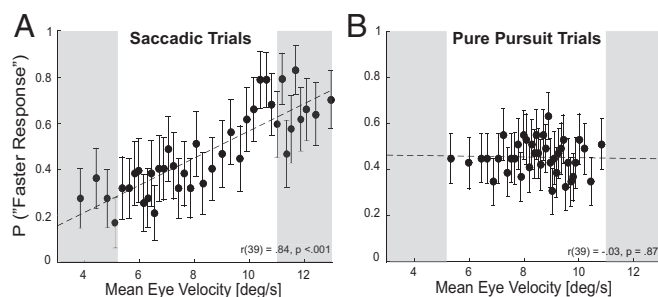 A
Saccadic Trials
P ("Faster Response")
1
0.8
0.6
0.4
0.2
0
r(39) = .84, p <.001
4 6 8 10 12
Mean Eye Velocity [deg/s]
B
Pure Pursuit Trials
1
0.8
0.6
0.4
0.2
0
r(39) = -.03, p = .87
4 6 8 10 12
Mean Eye Velocity [deg/s]